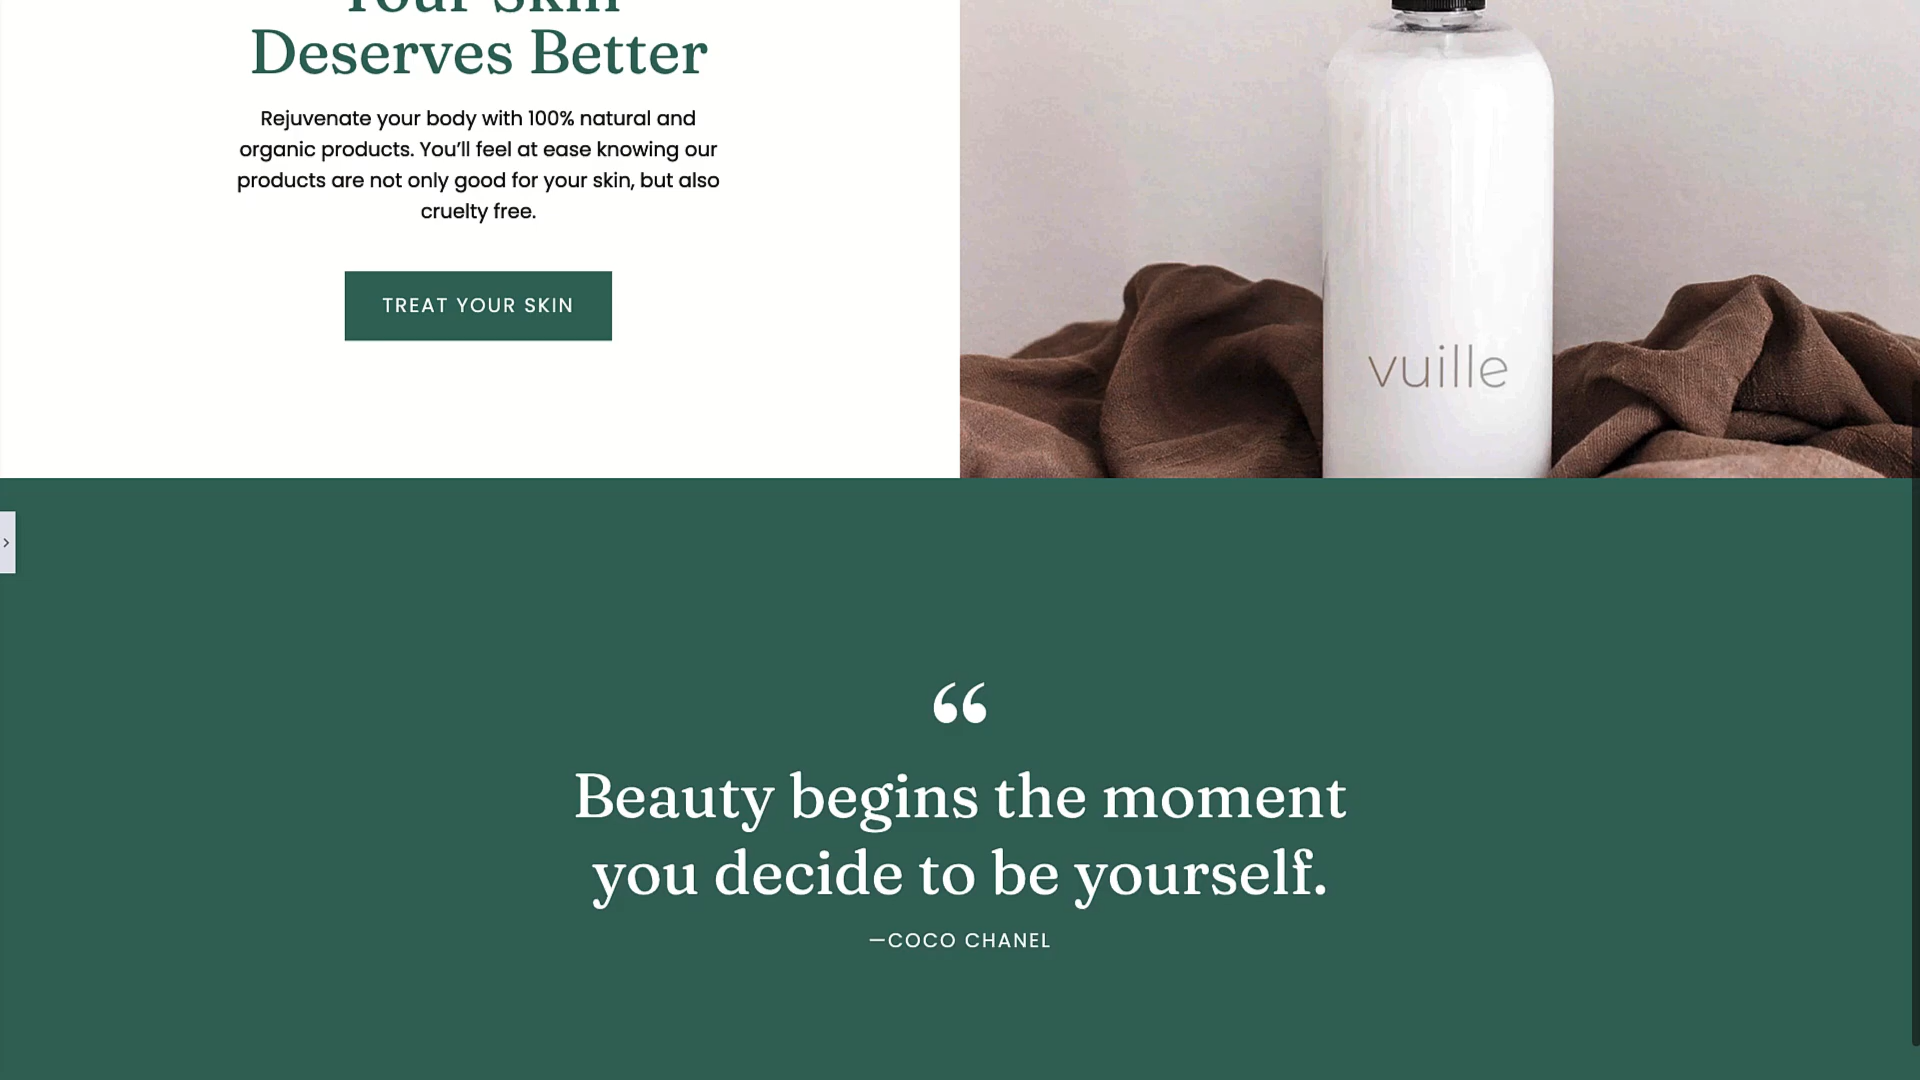 Your Skin
Deserves Better
Rejuvenate your body with 100% natural and
organic products. You’ll feel at ease knowing our
products are not only good for your skin, but also
cruelty free.
TREAT YOUR SKIN
vuille
“
Beauty begins the moment
you decide to be yourself.
—COCO CHANEL